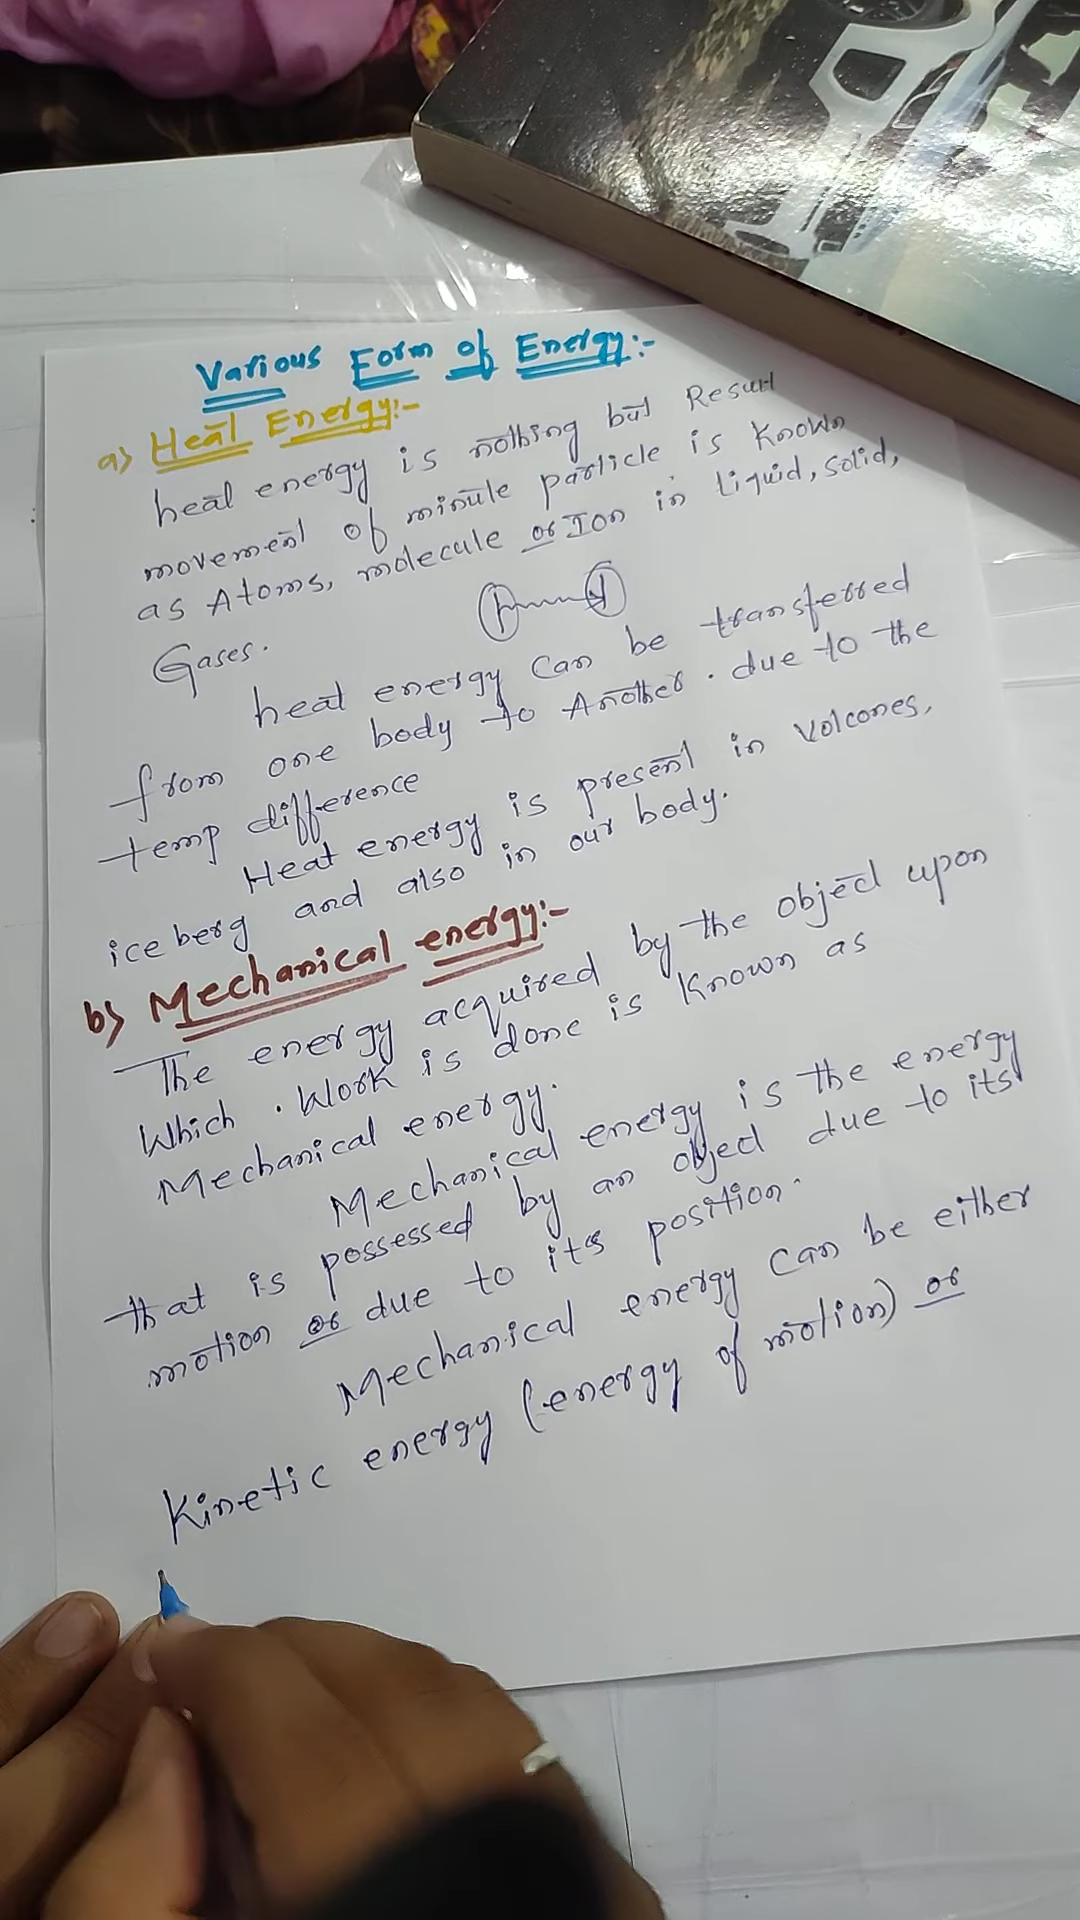 Various Form of Energy:-
a) Heat Energy:-
heat energy is nothing but Result
movement of minute particle is known
as Atoms, molecule or Ion in Liquid, Solid,
Gases.
heat energy can be transferred
from one body to Another. due to the
temp difference
Heat energy is present in Volcones,
ice berg and also in our body.
b) Mechanical energy:-
The energy acquired by the object upon
which . Work is done is known as
Mechanical energy.
Mechanical energy is the energy
that is possessed by an object due to its
motion or due to its position.
Mechanical energy can be either
Kinetic energy (energy of motion) or